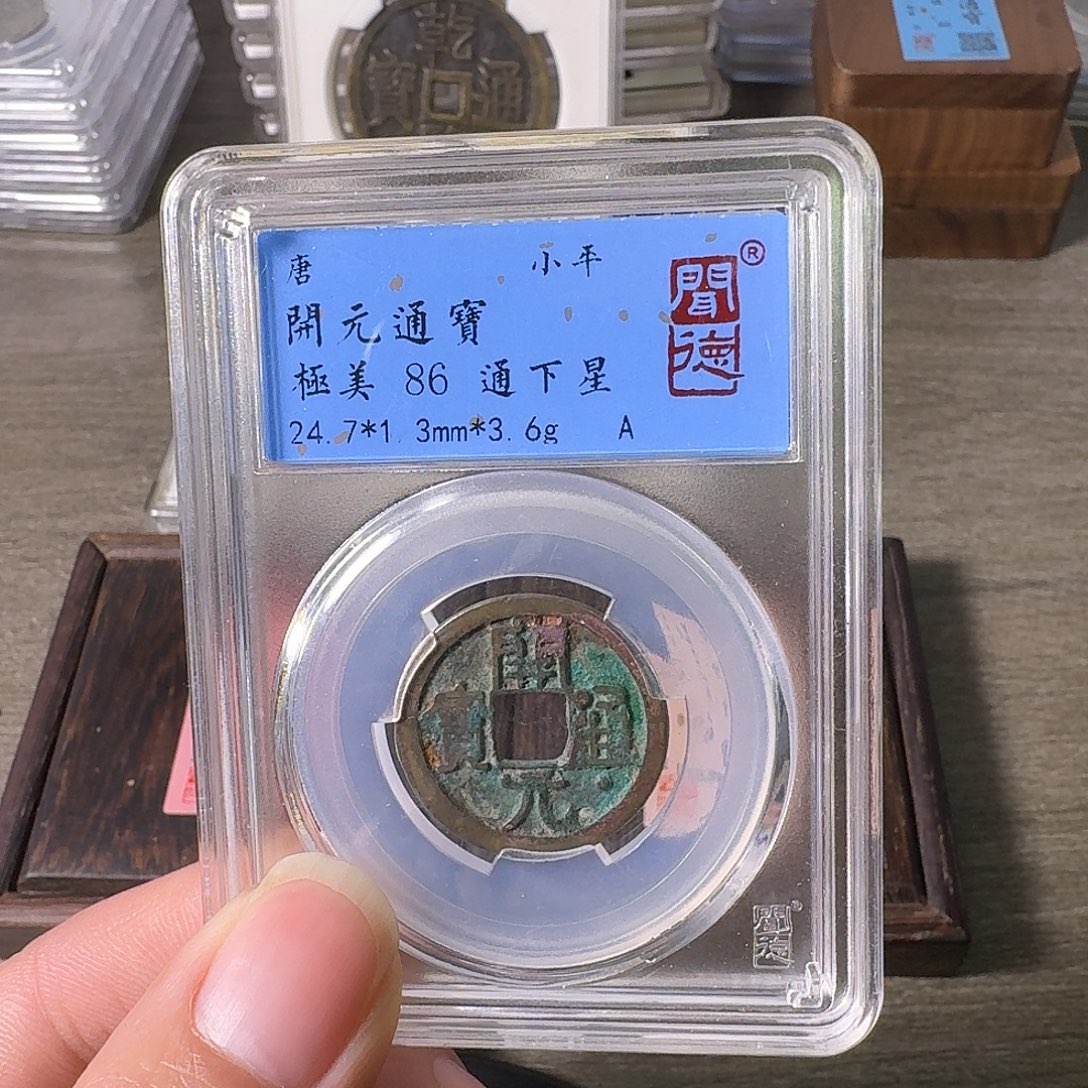 乾
寶 通
唐 小平
開元通寶
極美 86 通下星
24.7*1.3mm*3.6g A
聞德
®
開
寶 通
元
聞德